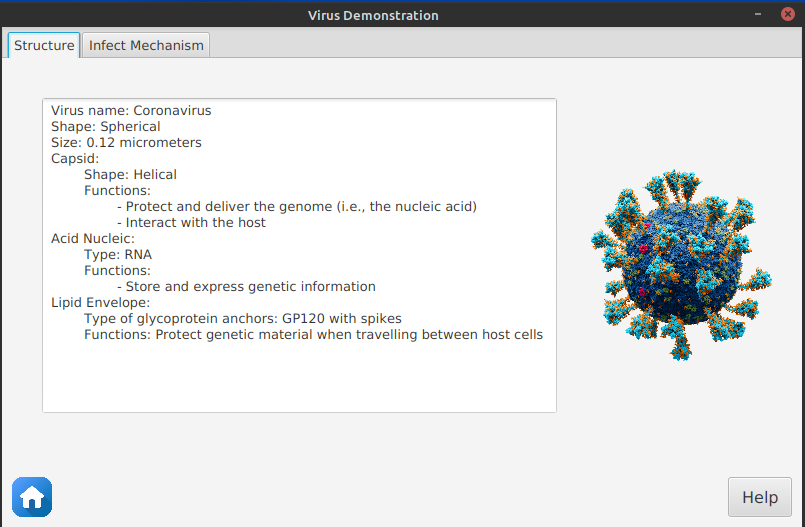 Virus Demonstration
Structure
Infect Mechanism
Virus name: Coronavirus
Shape: Spherical
Size: 0.12 micrometers
Capsid:
Shape: Helical
Functions:
- Protect and deliver the genome (i.e., the nucleic acid)
- Interact with the host
Acid Nucleic:
Type: RNA
Functions:
- Store and express genetic information
Lipid Envelope:
Type of glycoprotein anchors: GP120 with spikes
Functions: Protect genetic material when travelling between host cells
Help